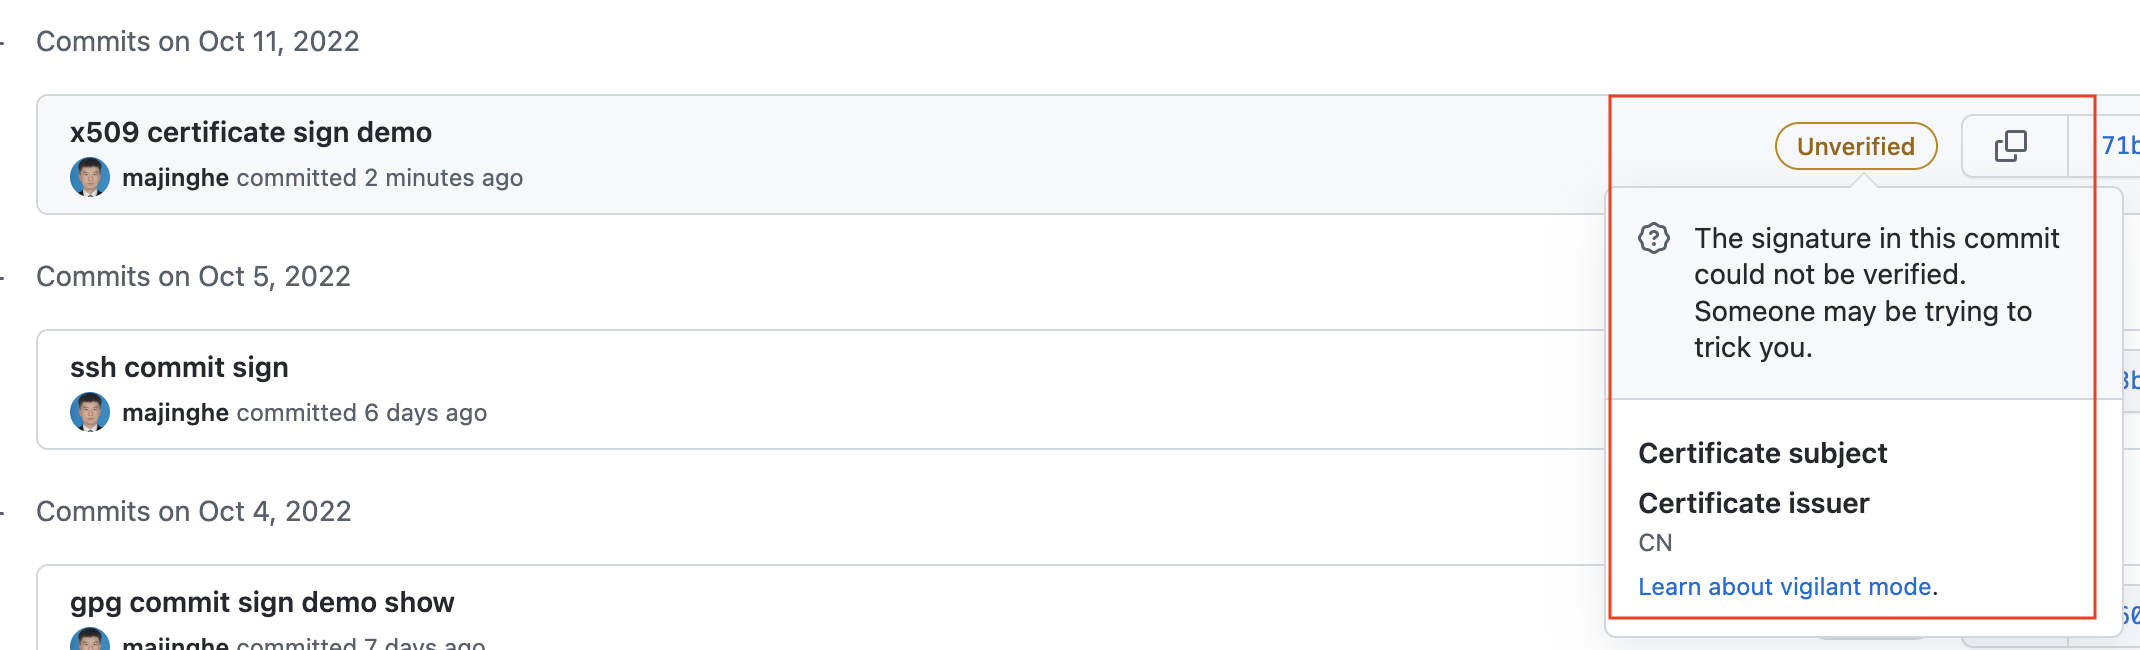 Commits on Oct 11, 2022
x509 certificate sign demo
majinghe committed 2 minutes ago
Unverified
71b
The signature in this commit
could not be verified.
Someone may be trying to
trick you.
Certificate subject
Certificate issuer
CN
Learn about vigilant mode.
Commits on Oct 5, 2022
ssh commit sign
majinghe committed 6 days ago
Commits on Oct 4, 2022
gpg commit sign demo show
majinghe committed 7 days ago